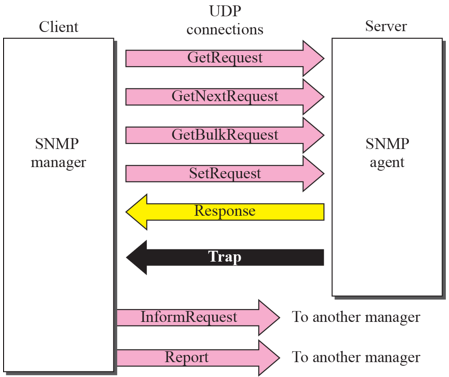 UDP
connections
Client
Server
GetRequest
GetNextRequest
GetBulkRequest
SetRequest
SNMP
manager
SNMP
agent
Response
Trap
InformRequest
To another manager
Report
To another manager